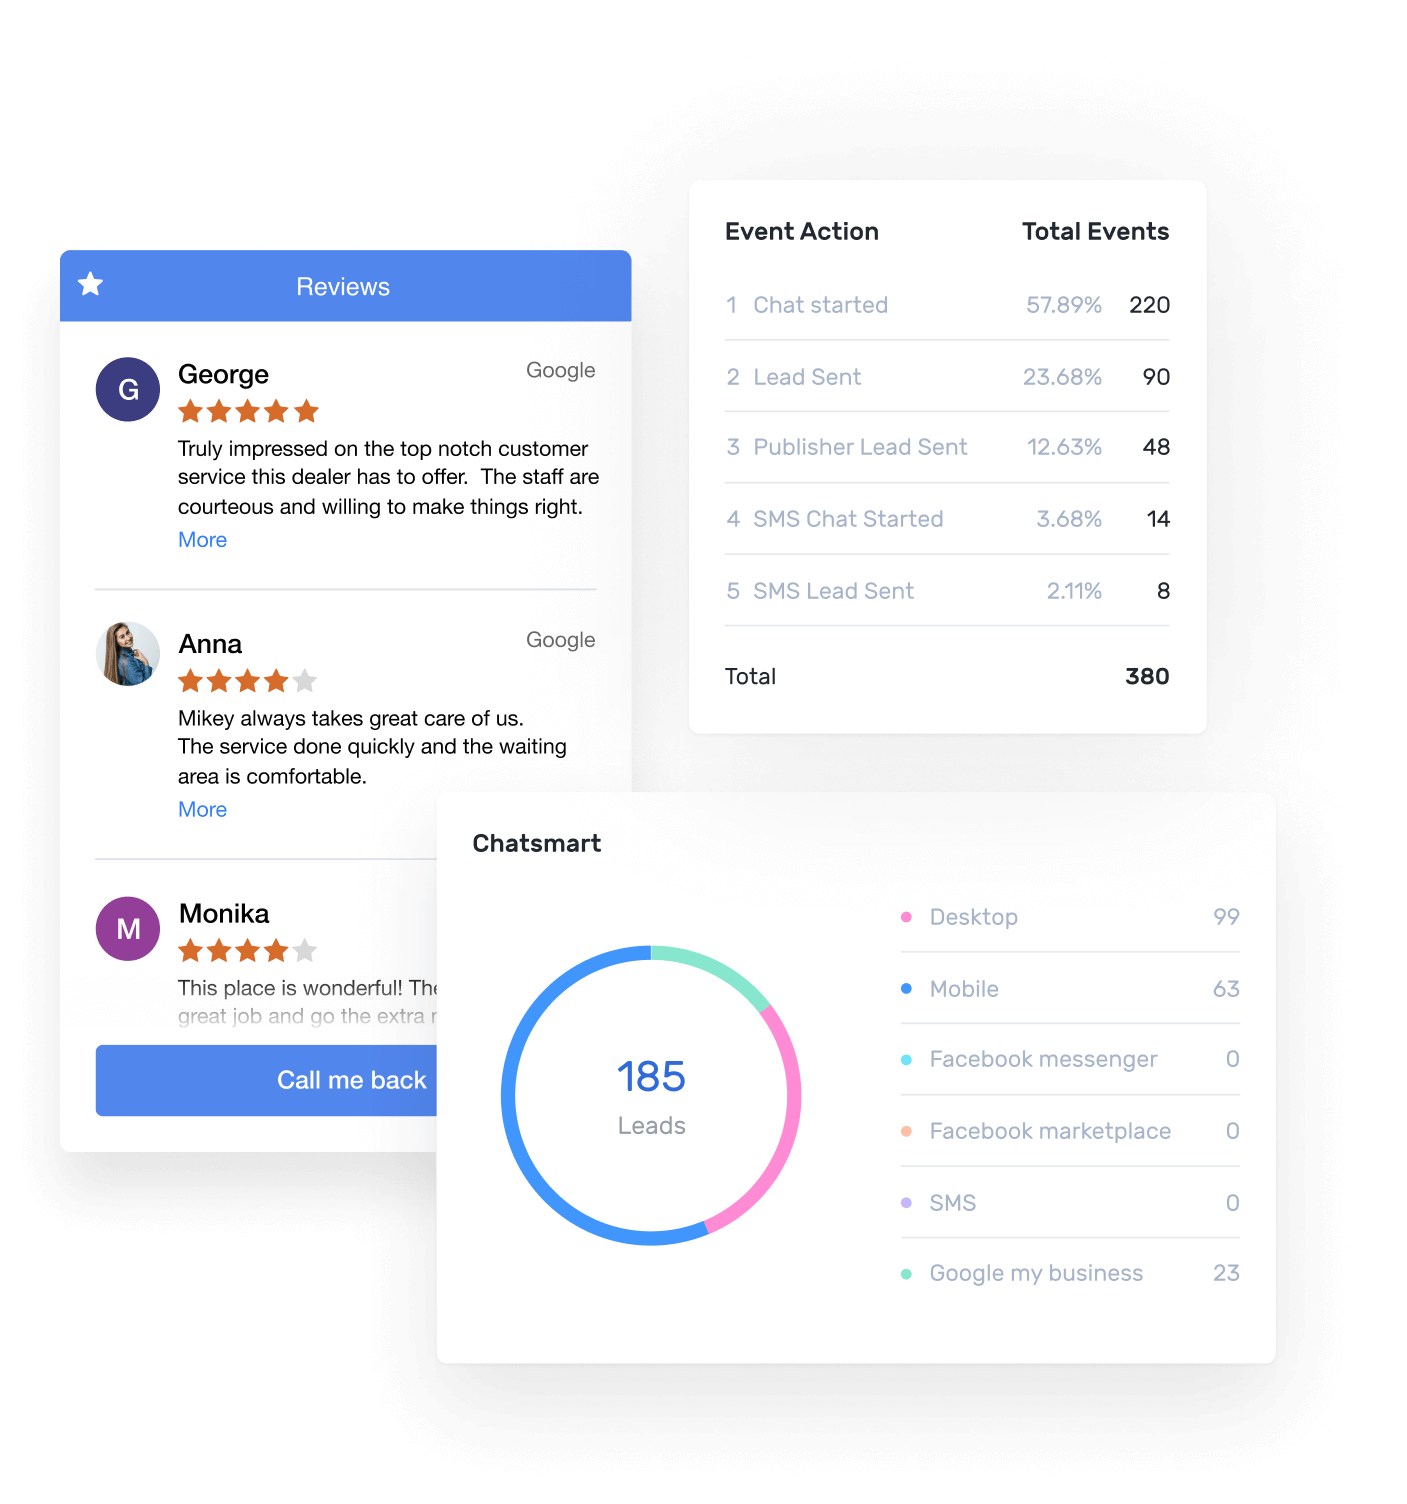 Reviews
G
George
Google
Truly impressed on the top notch customer
service this dealer has to offer.  The staff are
courteous and willing to make things right.
More
Anna
Google
Mikey always takes great care of us.
The service done quickly and the waiting
area is comfortable.
More
M
Monika
This place is wonderful! The
great job and go the extra
Call me back
Event Action Total Events
1 Chat started 57.89% 220
2 Lead Sent 23.68% 90
3 Publisher Lead Sent 12.63% 48
4 SMS Chat Started 3.68% 14
5 SMS Lead Sent 2.11% 8
Total 380
Chatsmart
185
Leads
Desktop 99
Mobile 63
Facebook messenger 0
Facebook marketplace 0
SMS 0
Google my business 23